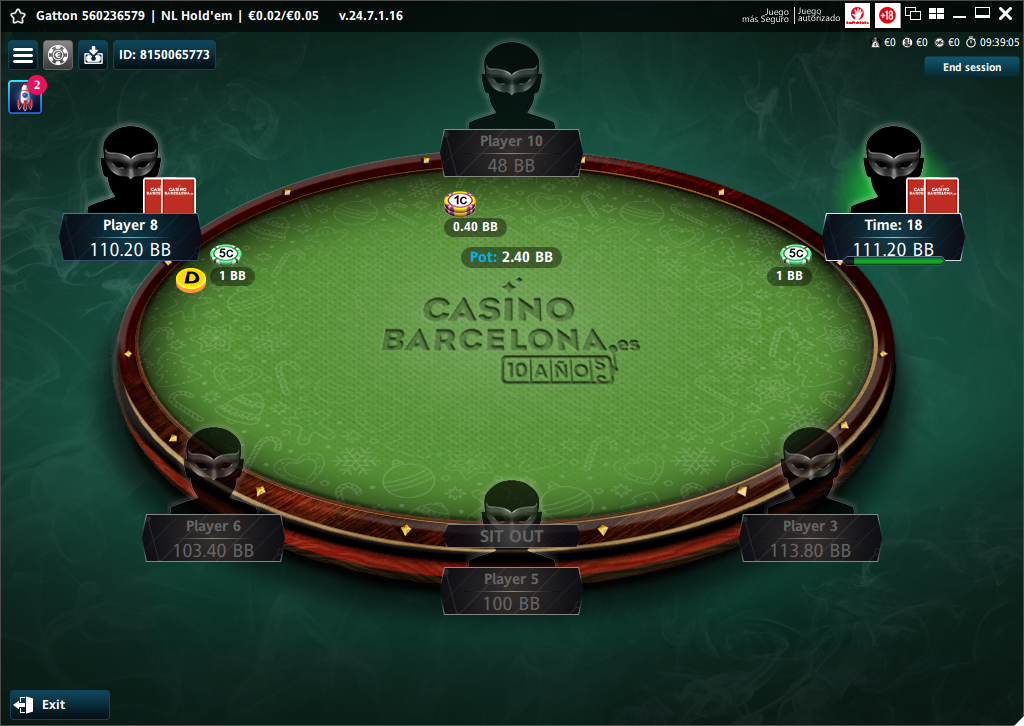 Gatton 560236579 | NL Hold'em | €0.02/€0.05 v.24.7.1.16
Juego más Seguro | Juego autorizado
+18
ID: 8150065773
€0 €0 €0 09:39:05
End session
2
Player 10
48 BB
Player 8
110.20 BB
CASINO BARCELONA.es
Time: 18
111.20 BB
1C
0.40 BB
5C
1 BB
D
Pot: 2.40 BB
5C
1 BB
CASINO
BARCELONA.es
10 AÑOS
Player 6
103.40 BB
SIT OUT
Player 5
100 BB
Player 3
113.80 BB
Exit